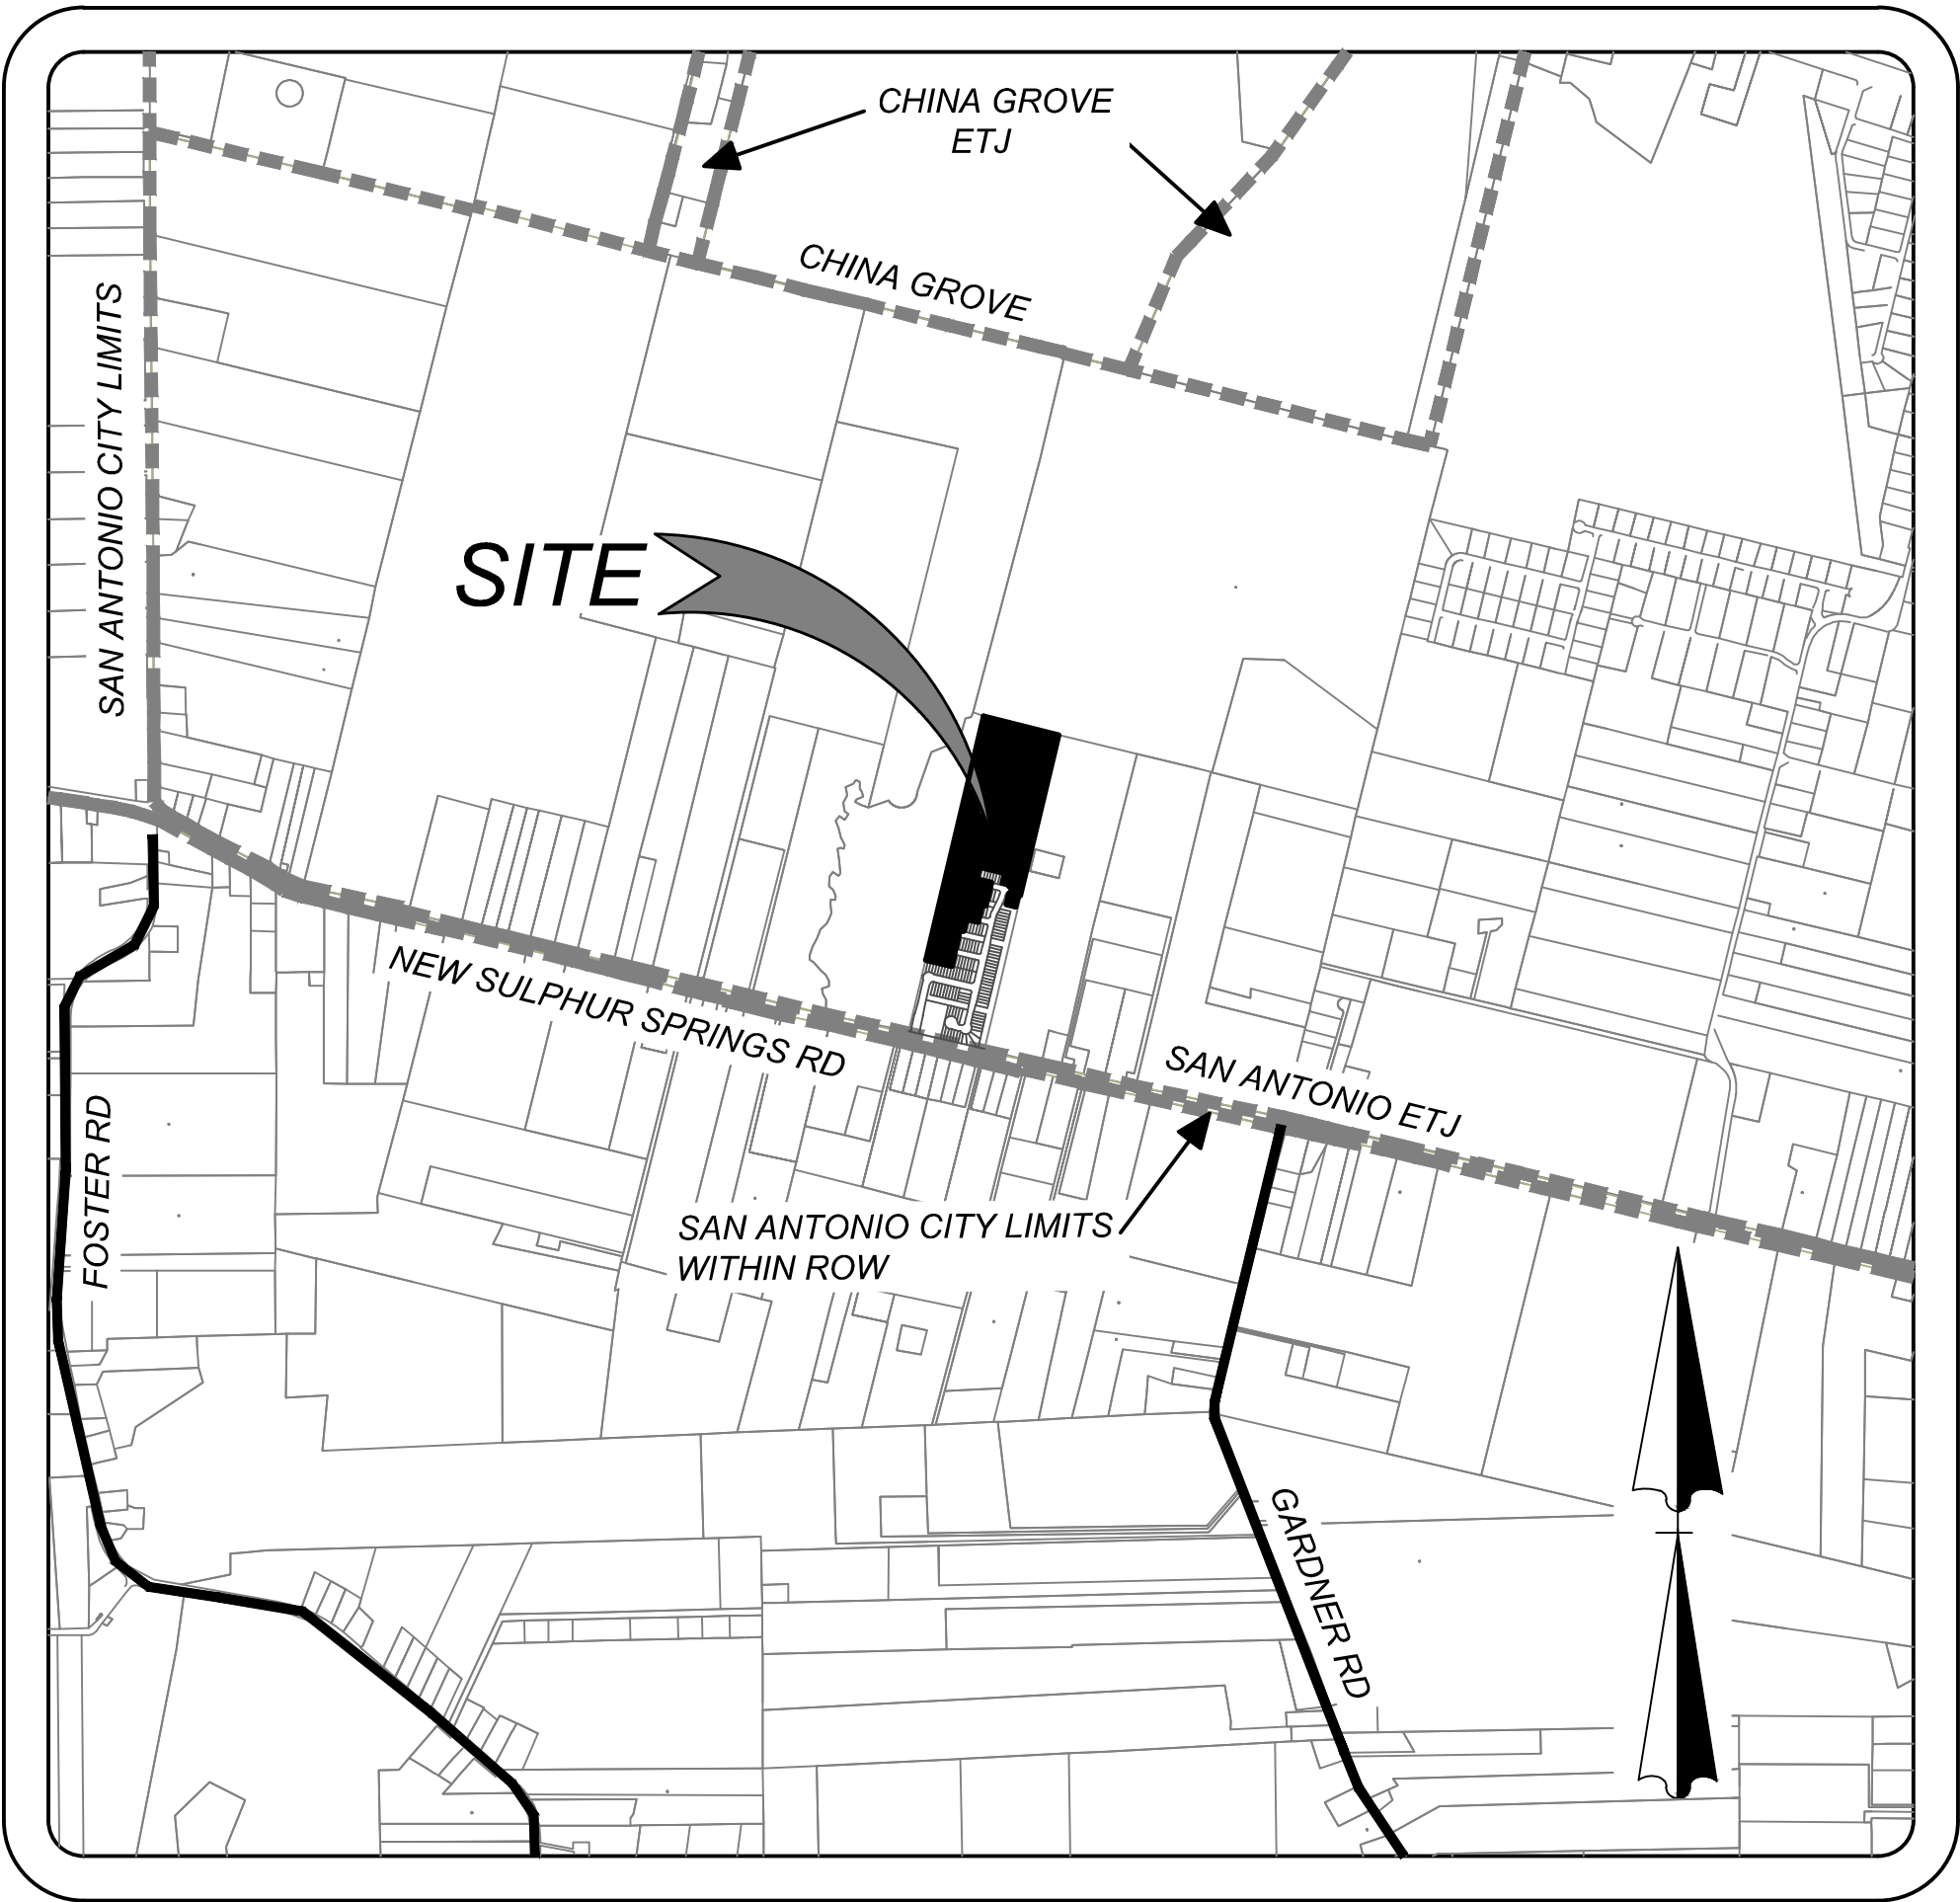 CHINA GROVE
ETJ
CHINA GROVE
SAN ANTONIO CITY LIMITS
SITE
NEW SULPHUR SPRINGS RD
SAN ANTONIO ETJ
FOSTER RD
SAN ANTONIO CITY LIMITS
WITHIN ROW
GARDNER RD